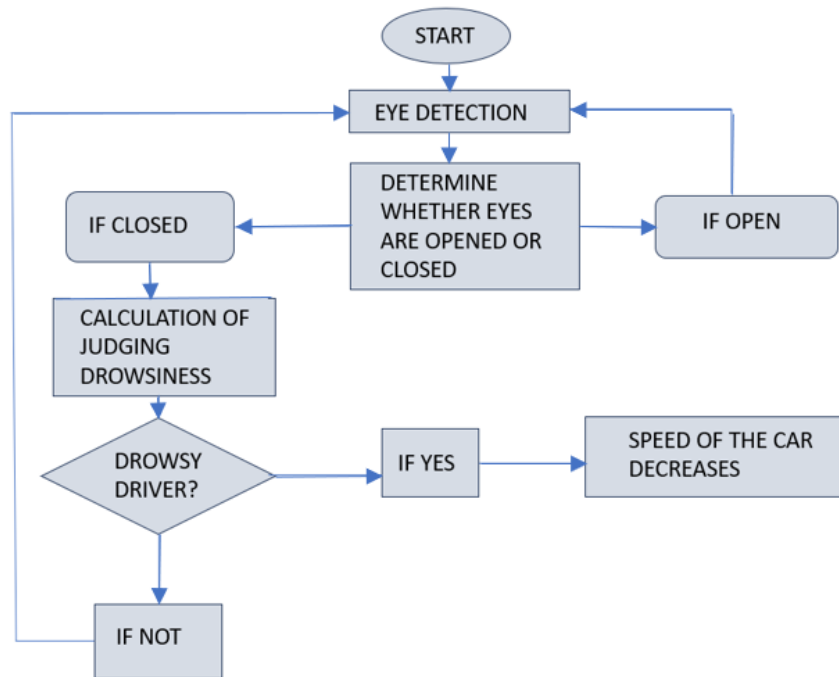 START
EYE DETECTION
DETERMINE
WHETHER EYES
ARE OPENED OR
CLOSED
IF CLOSED
IF OPEN
CALCULATION OF
JUDGING
DROWSINESS
DROWSY
DRIVER?
IF YES
SPEED OF THE CAR
DECREASES
IF NOT